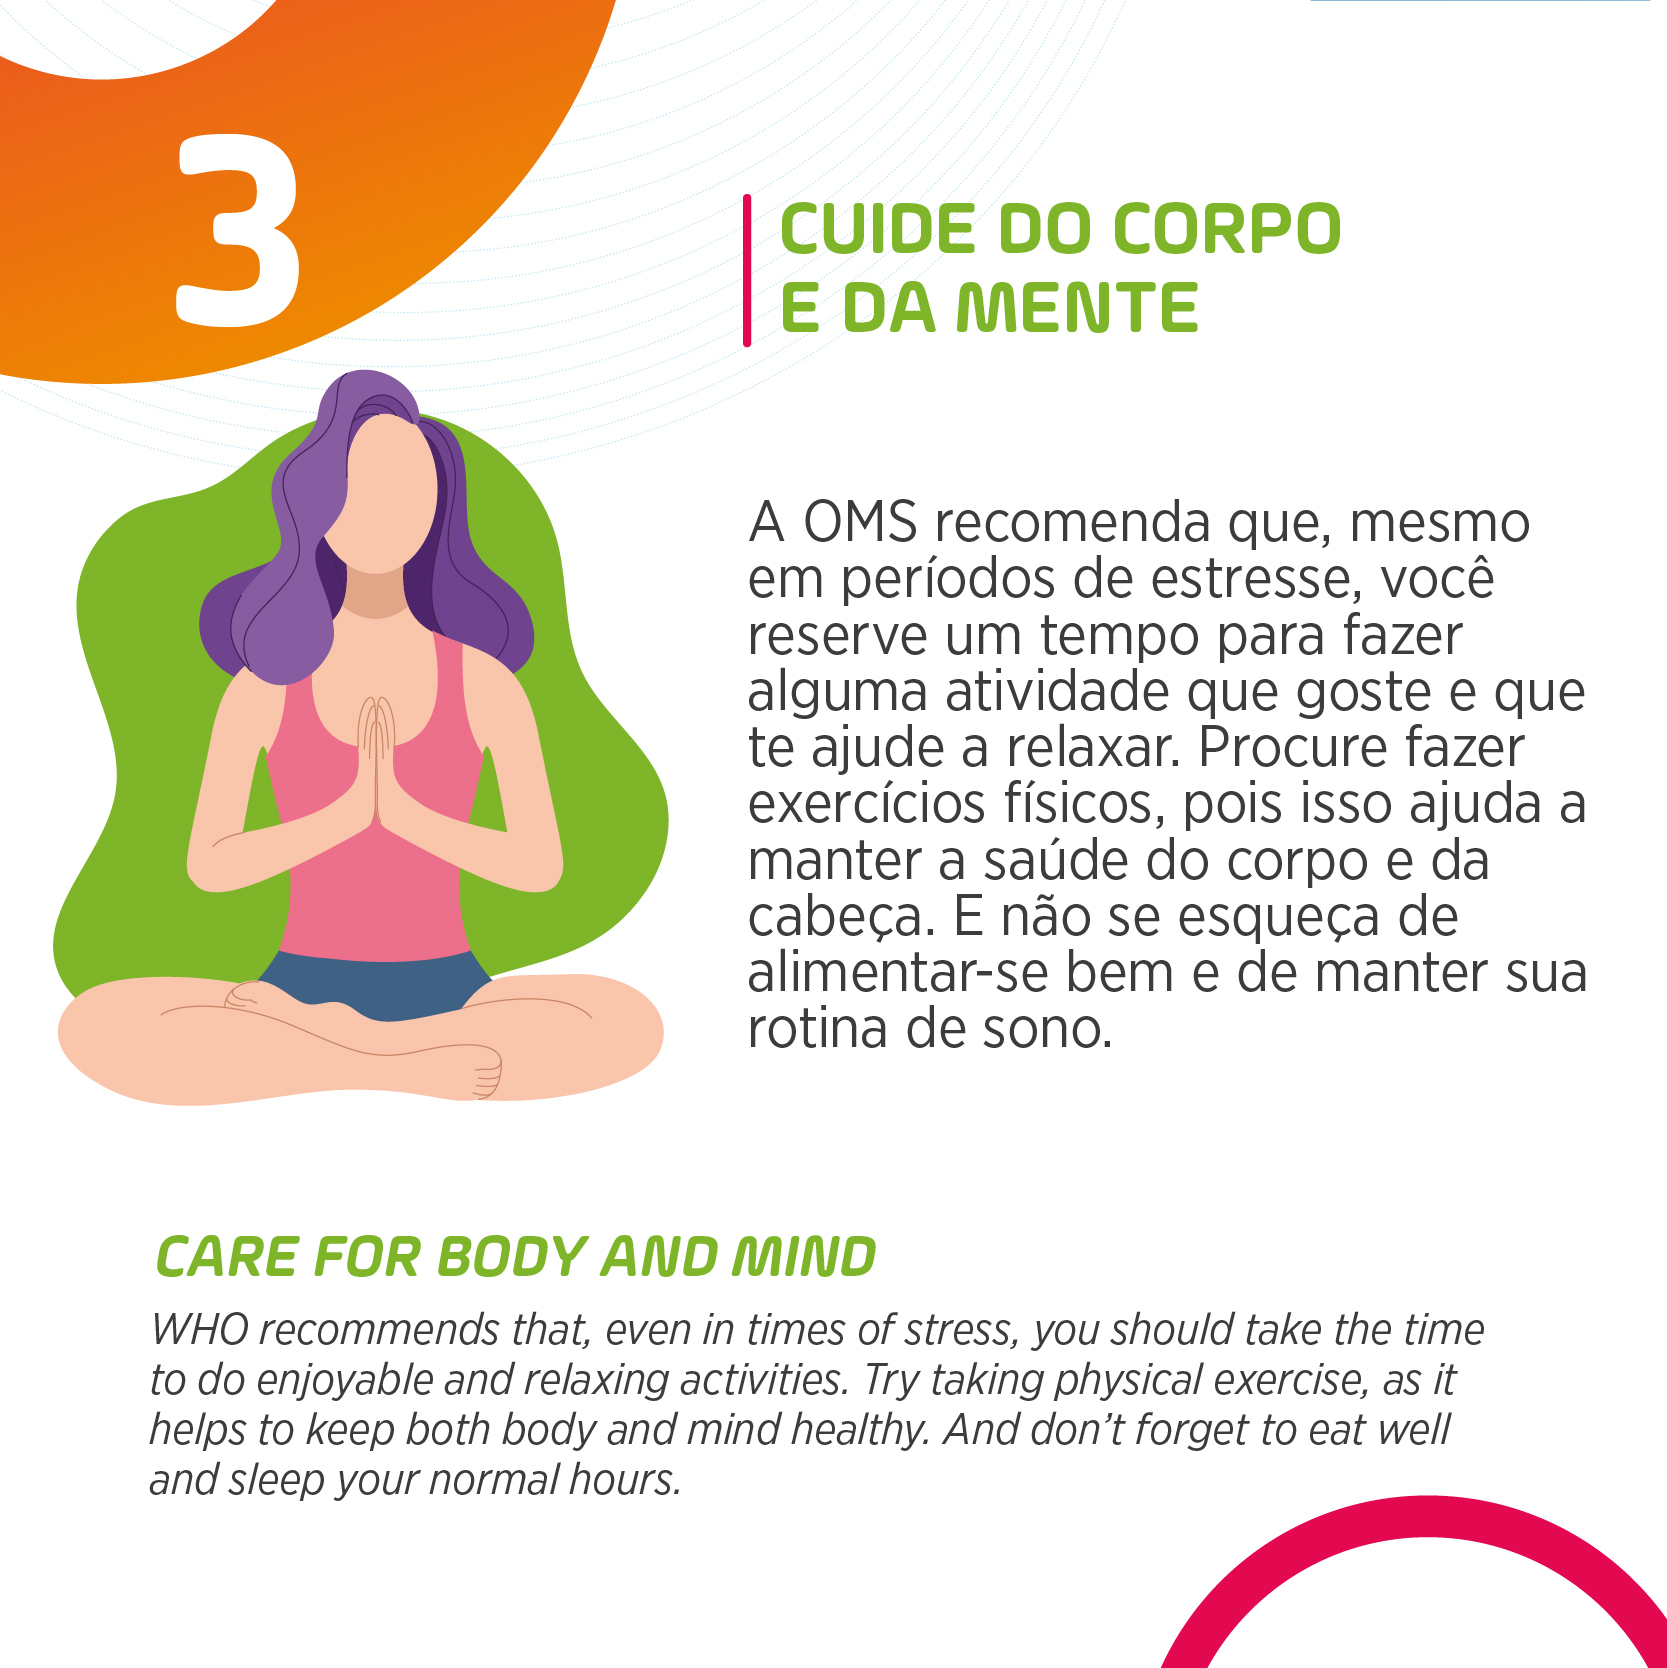 3
CUIDE DO CORPO
E DA MENTE
A OMS recomenda que, mesmo
em períodos de estresse, você
reserve um tempo para fazer
alguma atividade que goste e que
te ajude a relaxar. Procure fazer
exercícios físicos, pois isso ajuda a
manter a saúde do corpo e da
cabeça. E não se esqueça de
alimentar-se bem e de manter sua
rotina de sono.
CARE FOR BODY AND MIND
WHO recommends that, even in times of stress, you should take the time
to do enjoyable and relaxing activities. Try taking physical exercise, as it
helps to keep both body and mind healthy. And don’t forget to eat well
and sleep your normal hours.